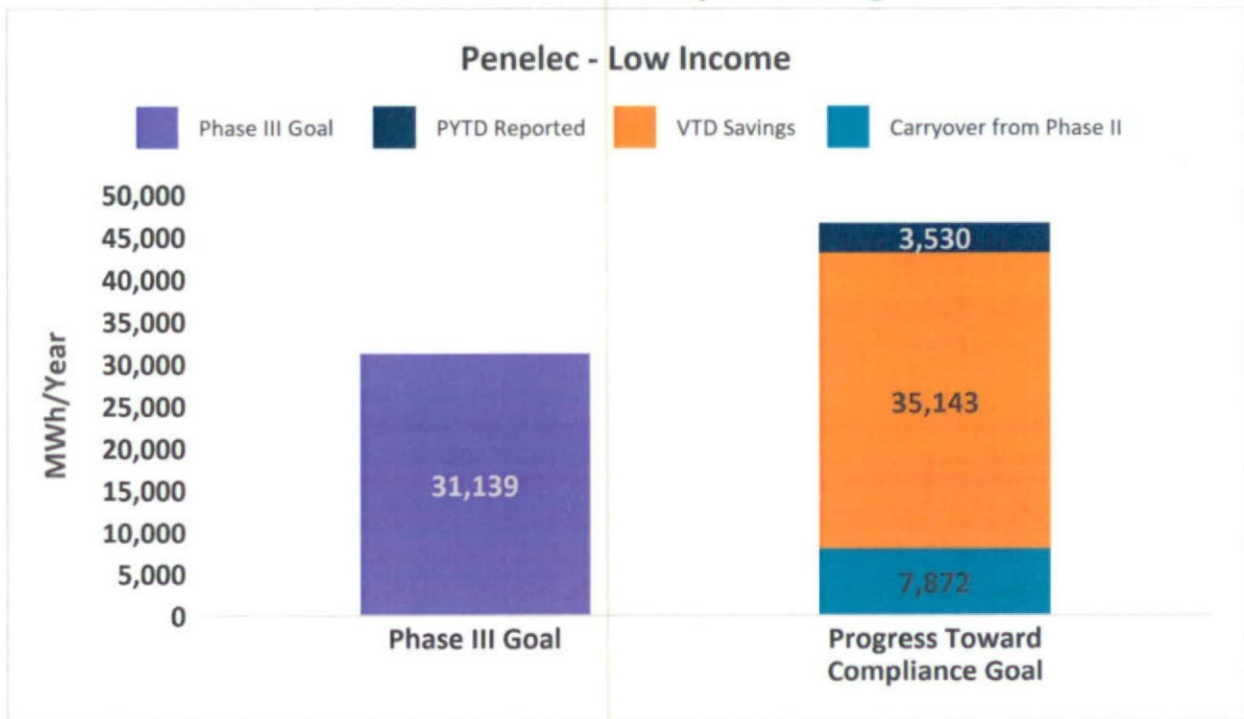 Penelec - Low Income
Phase III Goal
PYTD Reported
VTD Savings
Carryover from Phase II
50,000
45,000
40,000
35,000
30,000
25,000
20,000
15,000
10,000
5,000
0
MWh/Year
31,139
3,530
35,143
7,872
Phase III Goal
Progress Toward
Compliance Goal